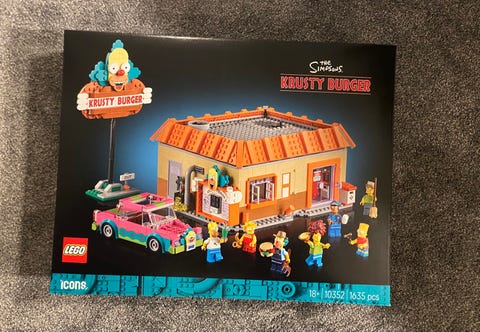 THE
SIMPSONS
KRUSTY BURGER
KRUSTY BURGER
LEGO
icons.
18+ | 10352 | 1635 pcs